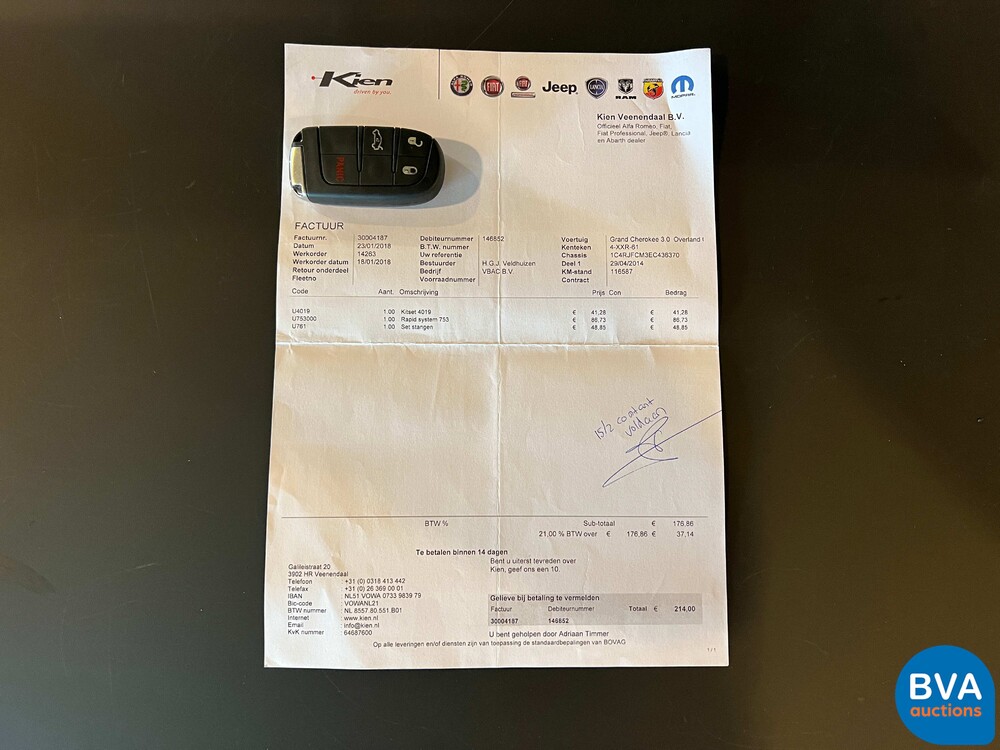 Kien
driven by you.
ALFA ROMEO FIAT FIAT Jeep LANCIA RAM ABARTH MOPAR
Kien Veenendaal B.V.
Officieel Alfa Romeo, Fiat,
Fiat Professional, Jeep®, Lancia
en Abarth dealer
PANIC
FACTUUR
Factuurnr. 30004187 Debiteurnummer 146852 Voertuig Grand Cherokee 3.0 Overland
Datum 23/01/2018 B.T.W. nummer Kenteken 4-XXR-61
Werkorder 14263 Uw referentie Chassis 1C4RJFCM3EC436370
Werkorder datum 18/01/2018 Bestuurder H.G.J. Veldhuizen Deel 1 29/04/2014
Retour onderdeel Bedrijf VBAC B.V. KM-stand 116587
Fleetno Voorraadnummer Contract
Code Aant. Omschrijving Prijs Con Bedrag
U4019 1.00 Kitset 4019 € 41,28 € 41,28
U753000 1.00 Rapid system 753 € 86,73 € 86,73
U761 1.00 Set stangen € 48,85 € 48,85
15/2 contant
voldaan
BTW % Sub-totaal € 176,86
21,00 % BTW over € 176,86 € 37,14
Te betalen binnen 14 dagen
Galileistraat 20
3902 HR Veenendaal
Telefoon +31 (0) 0318 413 442
Telefax +31 (0) 26 369 00 01
IBAN NL51 VOWA 0733 9839 79
Bic-code VOWANL21
BTW nummer NL 8557.80.551.B01
Internet www.kien.nl
Email info@kien.nl
KvK nummer 64687600
Bent u uiterst tevreden over
Kien, geef ons een 10.
Gelieve bij betaling te vermelden
Factuur Debiteurnummer Totaal € 214,00
30004187 146852
U bent geholpen door Adriaan Timmer
Op alle leveringen en/of diensten zijn van toepassing de standaardbepalingen van BOVAG
1/1
BVA
auctions